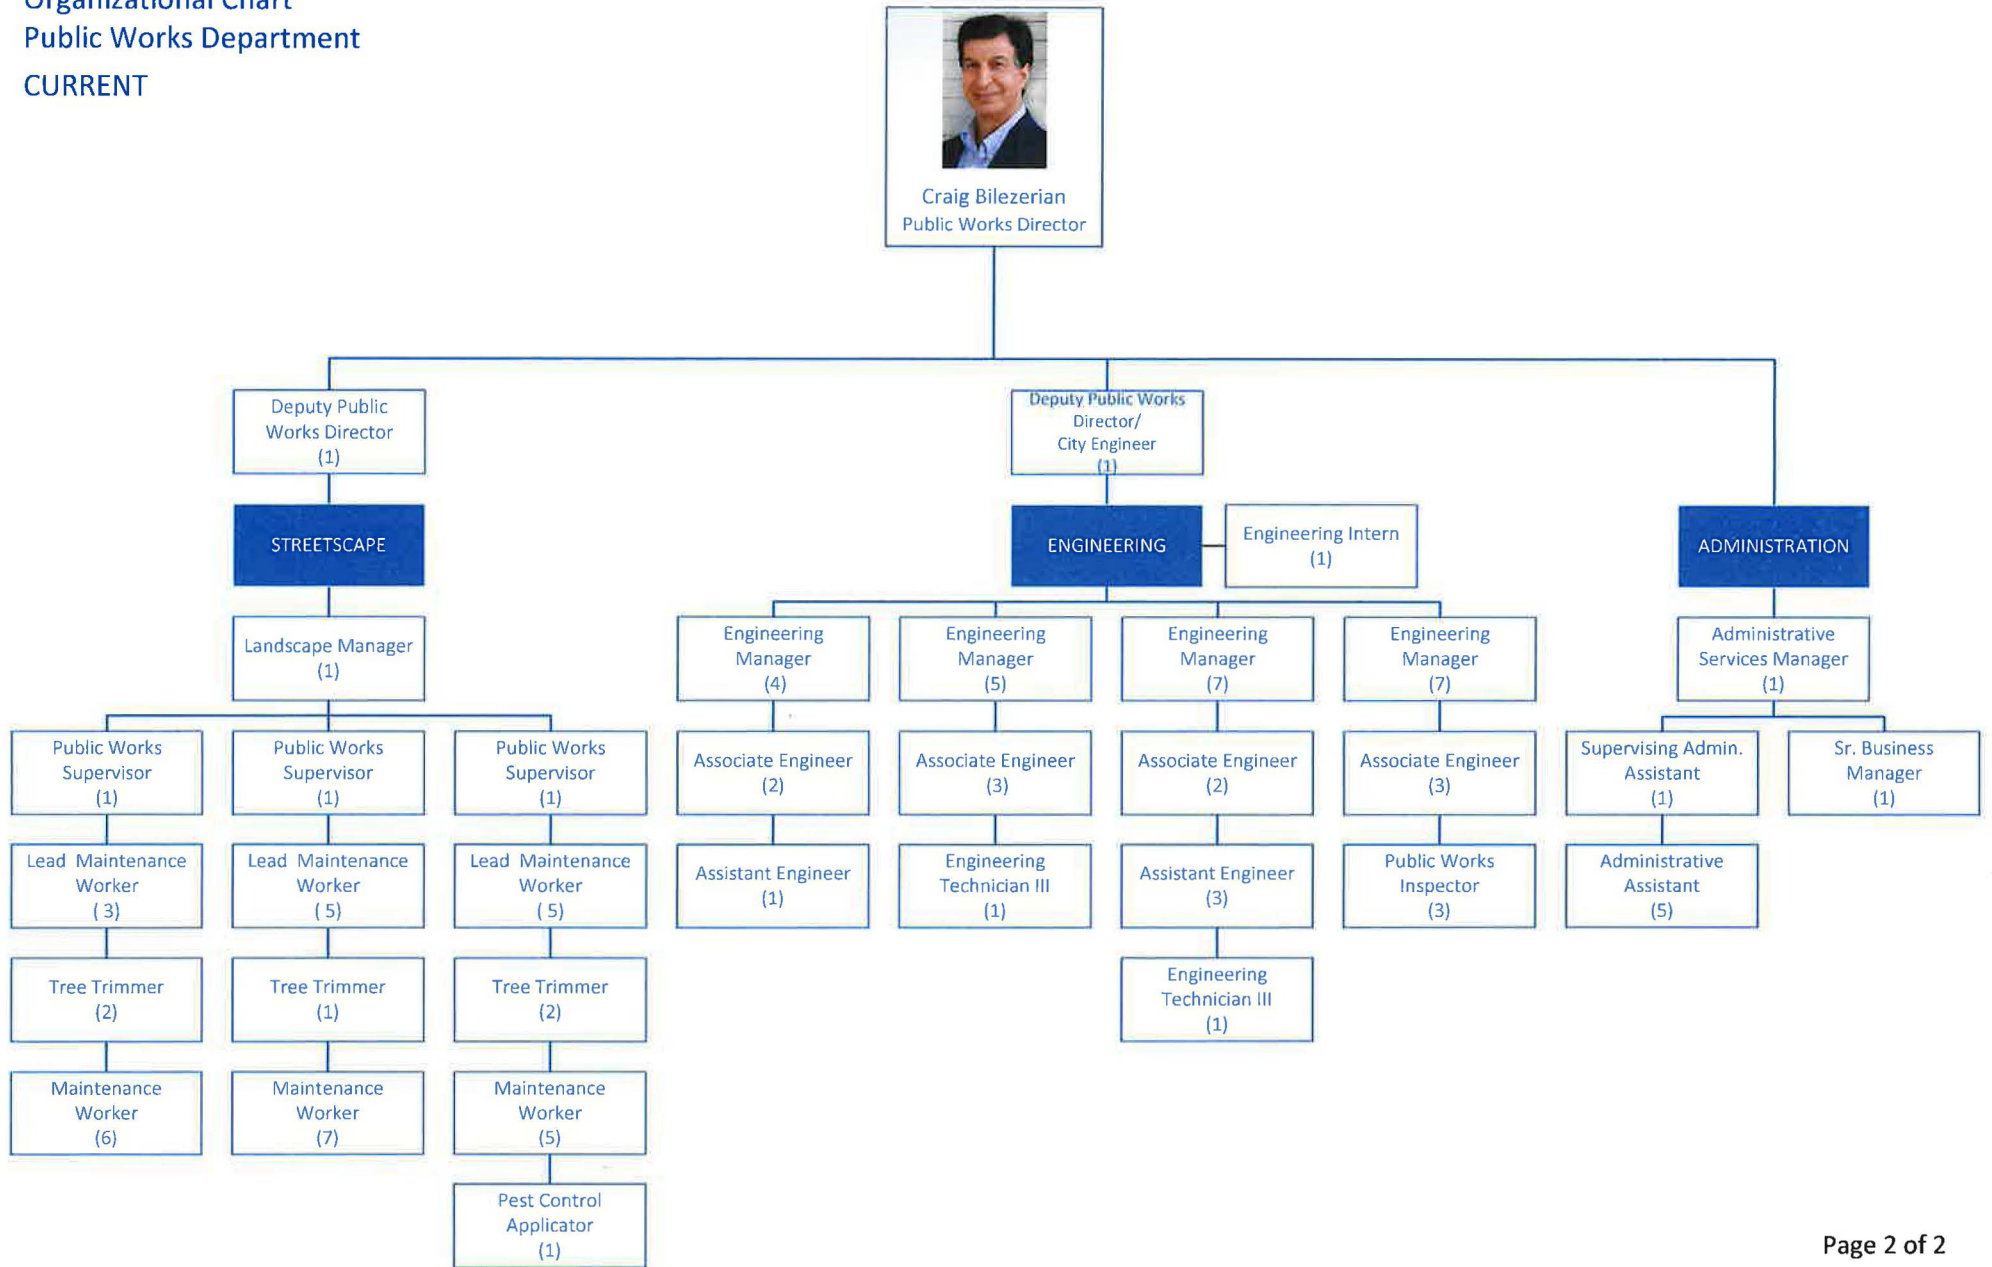 Organizational Chart
Public Works Department
CURRENT
Craig Bilezerian
Public Works Director
Deputy Public
Works Director
(1)
STREETSCAPE
Landscape Manager
(1)
Public Works
Supervisor
(1)
Lead Maintenance
Worker
( 3)
Tree Trimmer
(2)
Maintenance
Worker
(6)
Public Works
Supervisor
(1)
Lead Maintenance
Worker
( 5)
Tree Trimmer
(1)
Maintenance
Worker
(7)
Public Works
Supervisor
(1)
Lead Maintenance
Worker
( 5)
Tree Trimmer
(2)
Maintenance
Worker
(5)
Pest Control
Applicator
(1)
Deputy Public Works
Director/
City Engineer
(1)
ENGINEERING
Engineering Intern
(1)
Engineering
Manager
(4)
Associate Engineer
(2)
Assistant Engineer
(1)
Engineering
Manager
(5)
Associate Engineer
(3)
Engineering
Technician III
(1)
Engineering
Manager
(7)
Associate Engineer
(2)
Assistant Engineer
(3)
Engineering
Technician III
(1)
Engineering
Manager
(7)
Associate Engineer
(3)
Public Works
Inspector
(3)
ADMINISTRATION
Administrative
Services Manager
(1)
Supervising Admin.
Assistant
(1)
Administrative
Assistant
(5)
Sr. Business
Manager
(1)
Page 2 of 2